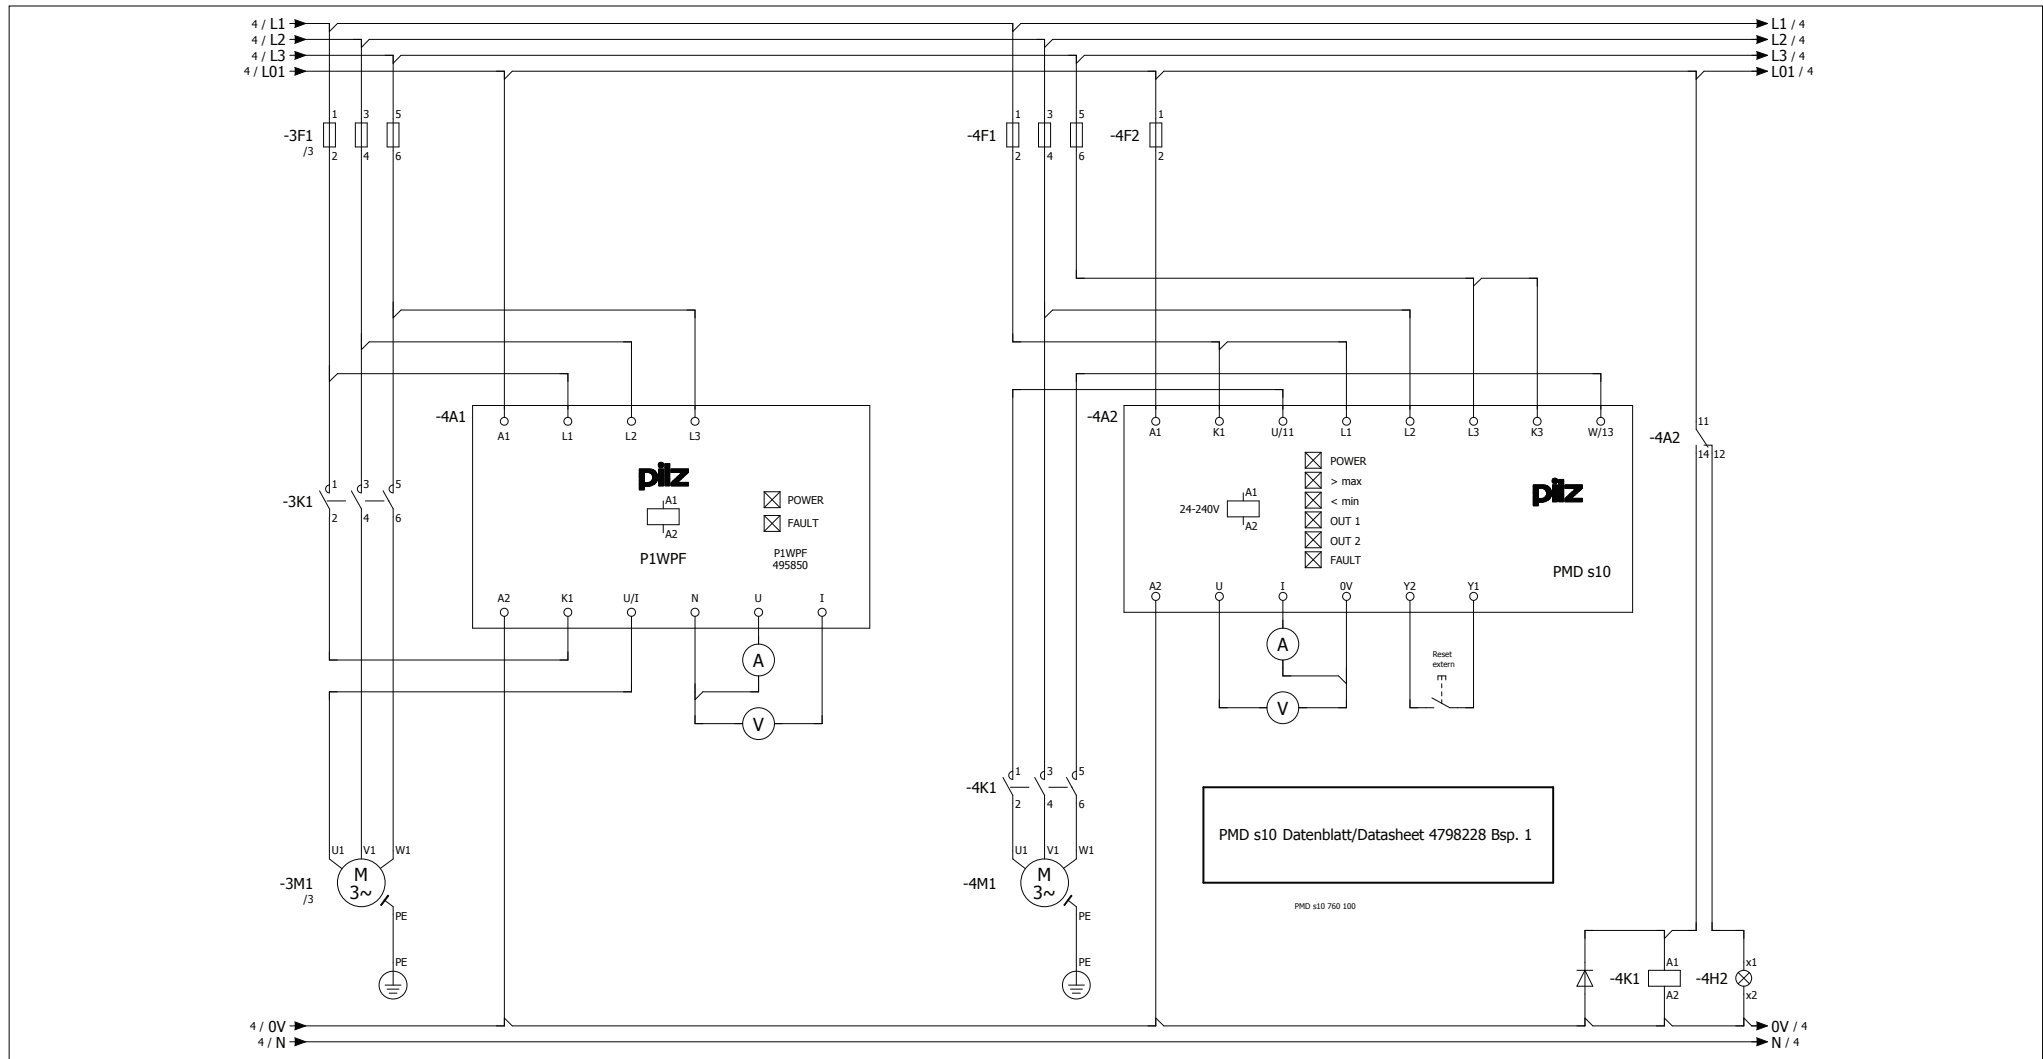 4 / L1
L1 / 4
4 / L2
L2 / 4
4 / L3
L3 / 4
4 / L01
L01 / 4
1 3 5
-3F1
/3
2 4 6
1 3 5
-4F1
2 4 6
1
-4F2
2
-4A1
A1 L1 L2 L3
pilz
A1
A2
P1WPF
POWER
FAULT
P1WPF
495850
A2 K1 U/I N U I
A
V
1 3 5
-3K1
2 4 6
U1 V1 W1
-3M1
/3
M
3~
PE
PE
-4A2
A1 K1 U/11 L1 L2 L3 K3 W/13
24-240V
A1
A2
POWER
> max
< min
OUT 1
OUT 2
FAULT
pilz
PMD s10
A2 U I 0V Y2 Y1
A
V
Reset
extern
-4A2
11
14 12
1 3 5
-4K1
2 4 6
U1 V1 W1
-4M1
M
3~
PE
PE
PMD s10 Datenblatt/Datasheet 4798228 Bsp. 1
PMD s10 760 100
-4K1
A1
A2
-4H2
x1
x2
4 / 0V
0V / 4
4 / N
N / 4